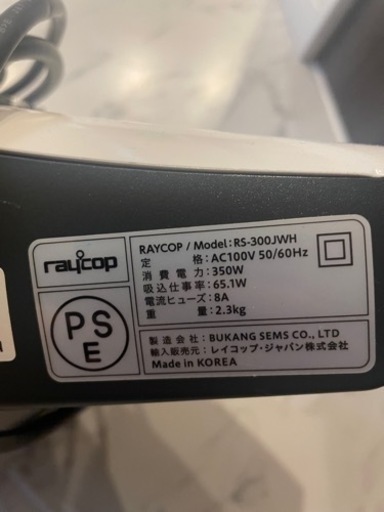 raycop
RAYCOP / Model: RS-300JWH
定格: AC100V 50/60Hz
消費電力: 350W
吸込仕事率: 65.1W
電流ヒューズ: 8A
重量: 2.3kg
PS
E
製造会社: BUKANG SEMS CO., LTD
輸入販売元: レイコップ・ジャパン株式会社
Made in KOREA